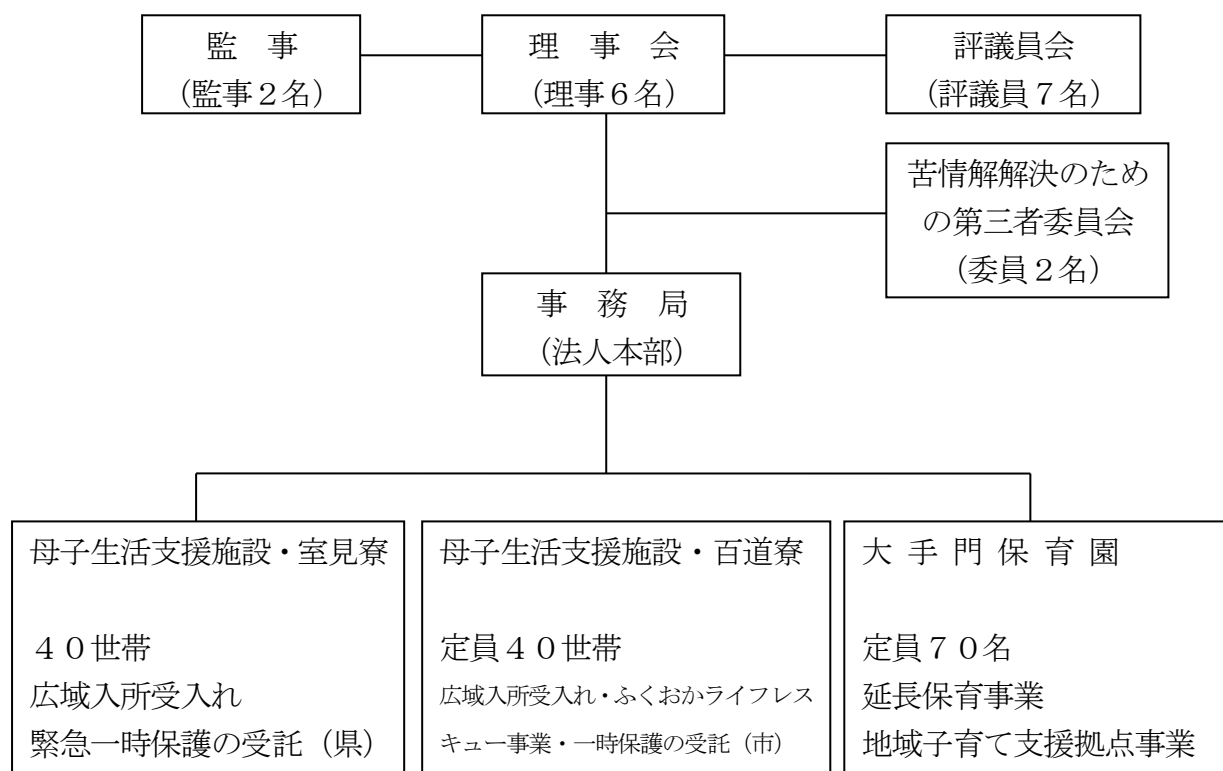 監　事
（監事２名）
理　事　会
（理事６名）
評議員会
（評議員７名）
苦情解解決のため
の第三者委員会
（委員２名）
事　務　局
（法人本部）
母子生活支援施設・室見寮
４０世帯
広域入所受入れ
緊急一時保護の受託（県）
母子生活支援施設・百道寮
定員４０世帯
広域入所受入れ・ふくおかライフレス
キュー事業・一時保護の受託（市）
大 手 門 保 育 園
定員７０名
延長保育事業
地域子育て支援拠点事業